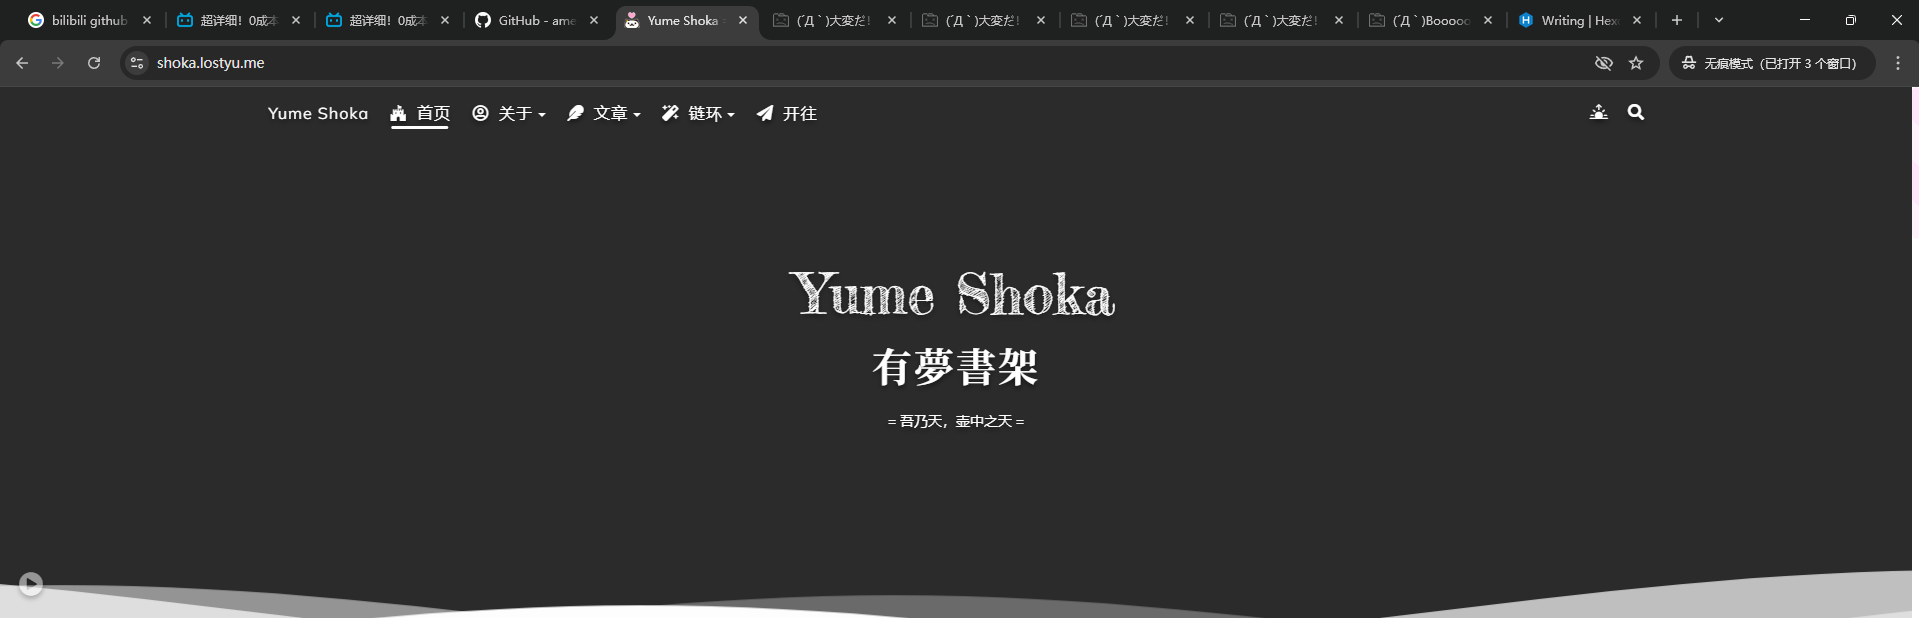 bilibili github
超详细！0成本
超详细！0成本
GitHub - ame
Yume Shoka
(´Д｀)大変だ！
(´Д｀)大変だ！
(´Д｀)大変だ！
(´Д｀)大変だ！
(´Д｀)Booooo
Writing | Hexo
shoka.lostyu.me
无痕模式（已打开 3 个窗口）
Yume Shoka 首页 关于 文章 链环 开往
Yume Shoka
有夢書架
= 吾乃天，壶中之天 =